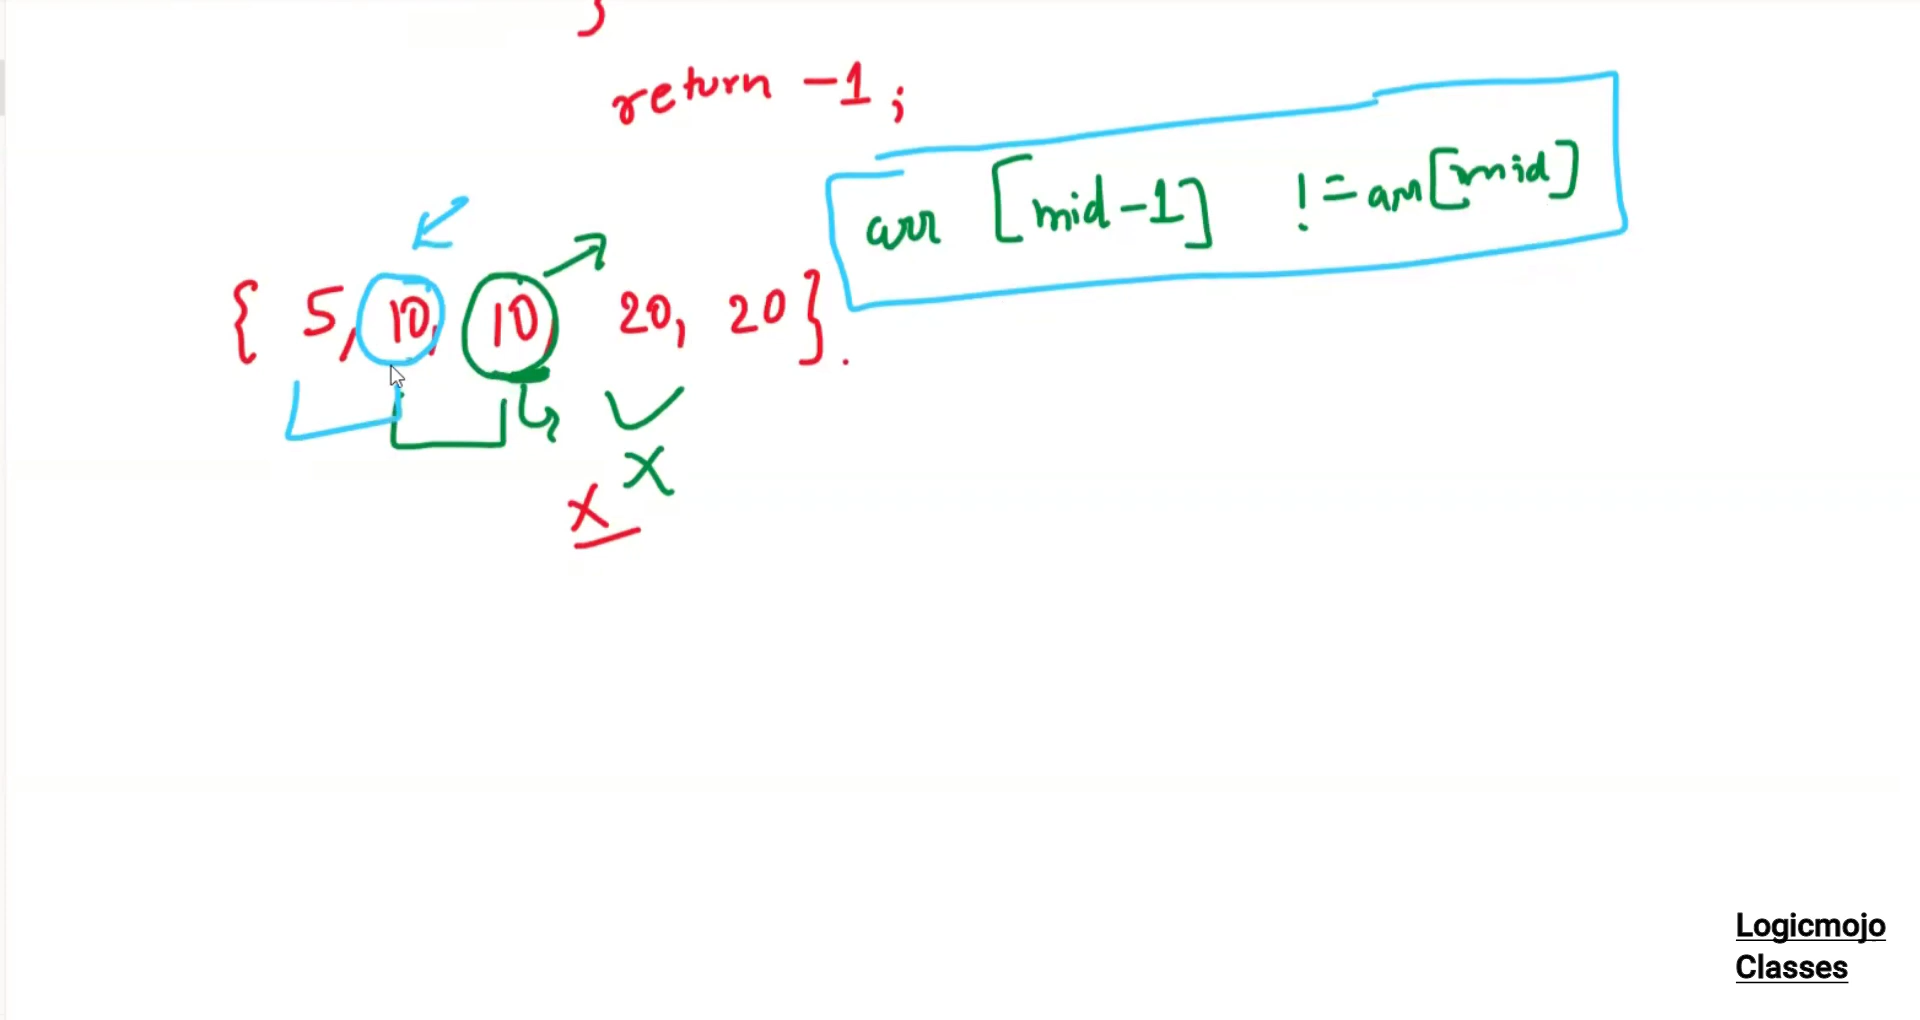 }
return -1;
arr [mid-1] != arr[mid]
{ 5, 10, 10, 20, 20}.
x
x
Logicmojo
Classes